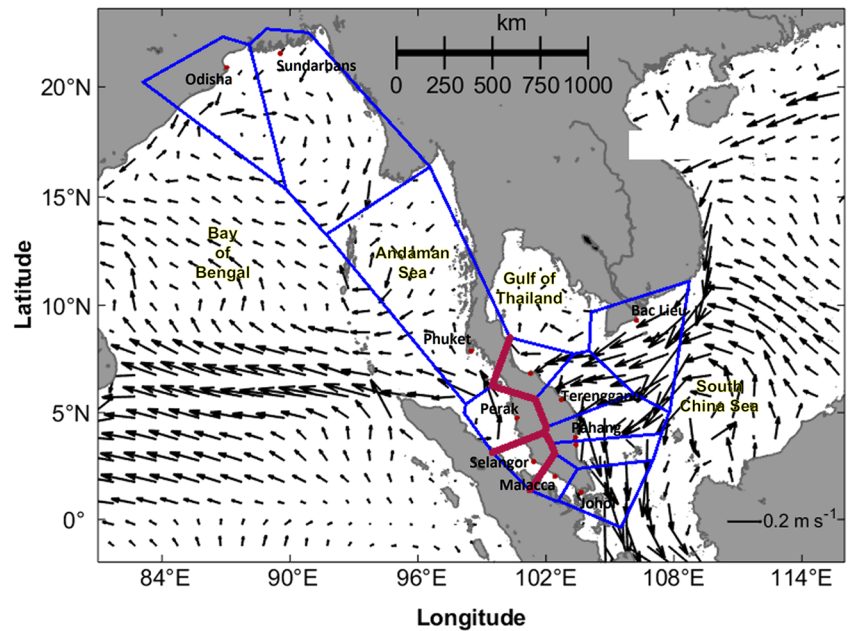 km
0 250 500 750 1000
20°N
15°N
10°N
5°N
0°
Latitude
Odisha
Sundarbans
Bay
of
Bengal
Andaman
Sea
Gulf of
Thailand
Bac Lieu
Phuket
Terengganu
South
China Sea
Perak
Pahang
Selangor
Malacca
Johor
0.2 m s⁻¹
84°E 90°E 96°E 102°E 108°E 114°E
Longitude